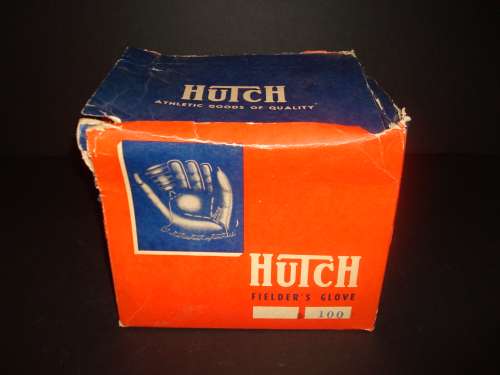 HUTCH
ATHLETIC GOODS OF QUALITY
HUTCH
FIELDER'S GLOVE
100